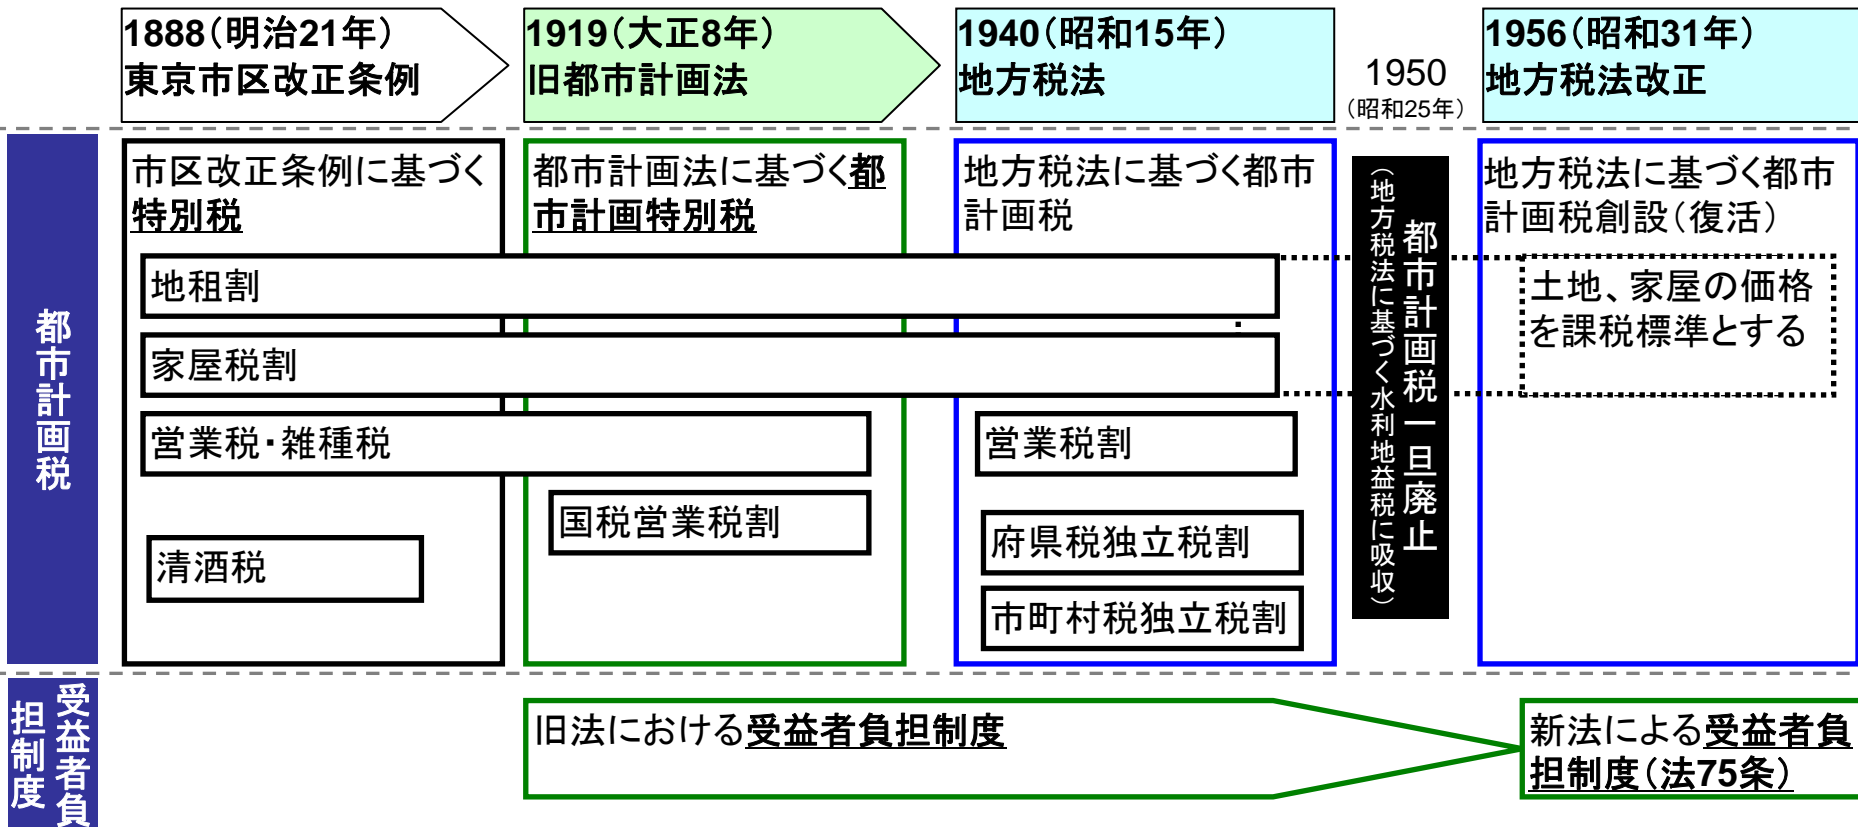 1888（明治21年）
東京市区改正条例
1919（大正8年）
旧都市計画法
1940（昭和15年）
地方税法
1950
（昭和25年）
1956（昭和31年）
地方税法改正
都市計画税
市区改正条例に基づく
特別税
都市計画法に基づく都
市計画特別税
地方税法に基づく都市
計画税
都市計画税一旦廃止
（地方税法に基づく水利地益税に吸収）
地方税法に基づく都市
計画税創設（復活）
地租割
家屋税割
営業税・雑種税
清酒税
国税営業税割
営業税割
府県税独立税割
市町村税独立税割
土地、家屋の価格
を課税標準とする
受益者負
担制度
旧法における受益者負担制度
新法による受益者負
担制度（法75条）